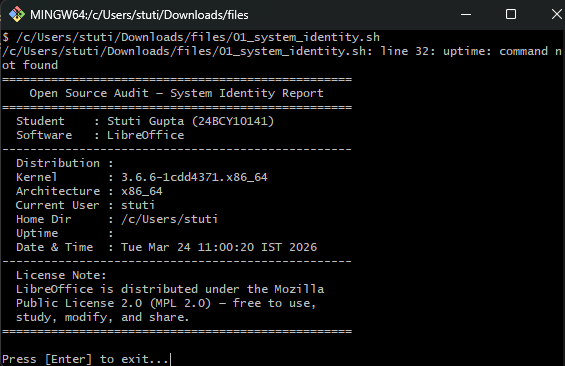 MINGW64:/c/Users/stuti/Downloads/files
$ /c/Users/stuti/Downloads/files/01_system_identity.sh
/c/Users/stuti/Downloads/files/01_system_identity.sh: line 32: uptime: command n
ot found
==================================================
    Open Source Audit — System Identity Report
==================================================
  Student    : Stuti Gupta (24BCY10141)
  Software   : LibreOffice
--------------------------------------------------
  Distribution :
  Kernel       : 3.6.6-1cdd4371.x86_64
  Architecture : x86_64
  Current User : stuti
  Home Dir     : /c/Users/stuti
  Uptime       :
  Date & Time  : Tue Mar 24 11:00:20 IST 2026
--------------------------------------------------
  License Note:
  LibreOffice is distributed under the Mozilla
  Public License 2.0 (MPL 2.0) — free to use,
  study, modify, and share.
==================================================
Press [Enter] to exit...